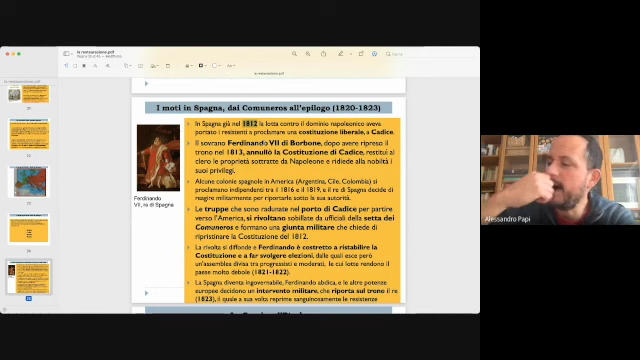 la restaurazione.pdf
la restaurazione.pdf
I moti in Spagna, dai Comuneros all'epilogo (1820-1823)
In Spagna già nel 1812 la lotta contro il dominio napoleonico aveva
portato i resistenti a proclamare una costituzione liberale, a Cadice.
Il sovrano Ferdinando VII di Borbone, dopo avere ripreso il
trono nel 1813, annullò la Costituzione di Cadice, restituì al
clero le proprietà sottratte da Napoleone e ridiede alla nobiltà i
suoi privilegi.
Alcune colonie spagnole in America (Argentina, Cile, Colombia) si
proclamano indipendenti tra il 1816 e il 1819, e il re di Spagna decide di
reagire militarmente per riportarle sotto la sua autorità.
Le truppe che sono radunate nel porto di Cadice per partire
verso l'America, si rivoltano sobillate da ufficiali della setta dei
Comuneros e formano una giunta militare che chiede di
ripristinare la Costituzione del 1812.
La rivolta si diffonde e Ferdinando è costretto a ristabilire la
Costituzione e a far svolgere elezioni, dalle quali esce però
un'assemblea divisa tra progressisti e moderati, le cui lotte rendono il
paese molto debole (1821-1822).
La Spagna diventa ingovernabile, Ferdinando abdica, e le altre potenze
europee decidono un intervento militare, che riporta sul trono il re
(1823), il quale a sua volta reprime sanguinosamente le resistenze
Ferdinando
VII, re di Spagna
Alessandro Papi